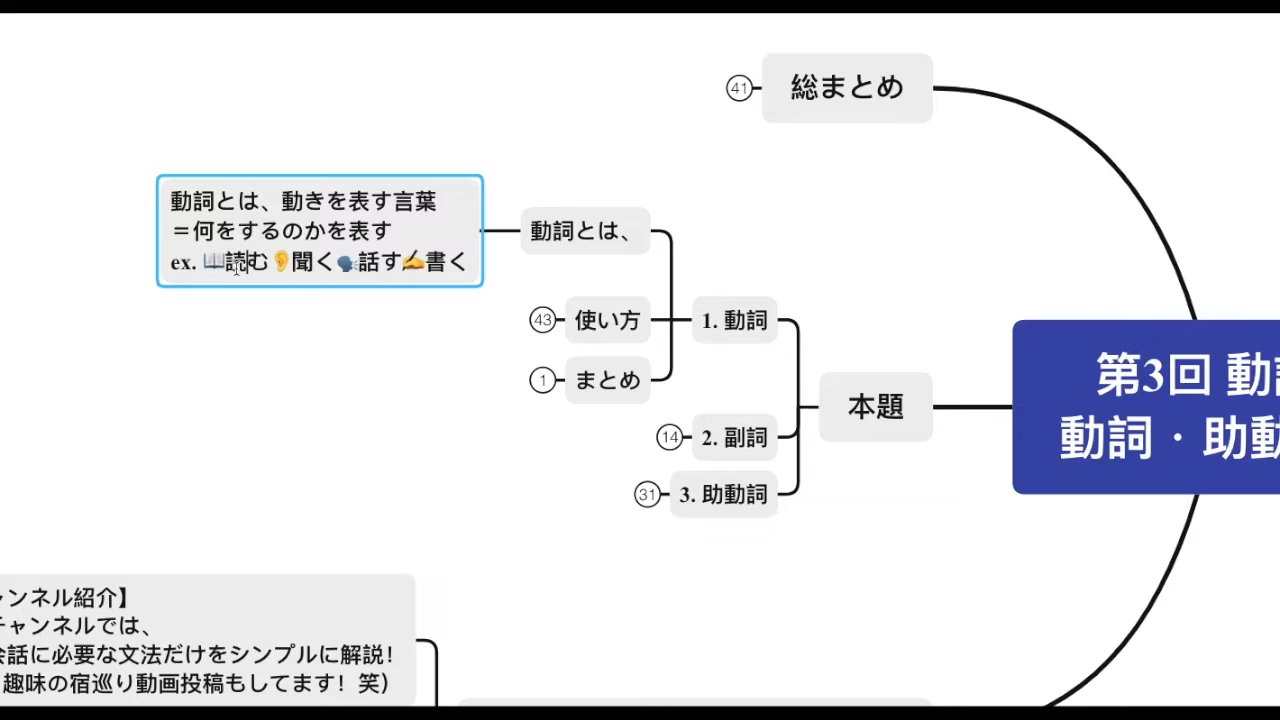 41
総まとめ
動詞とは、動きを表す言葉
＝何をするのかを表す
ex. 📖読む👂聞く🗣話す✍書く
動詞とは、
43
使い方
1. 動詞
1
まとめ
本題
第3回 動
動詞・助動
14
2. 副詞
31
3. 助動詞
ャンネル紹介】
チャンネルでは、
会話に必要な文法だけをシンプルに解説！
趣味の宿巡り動画投稿もしてます！笑)